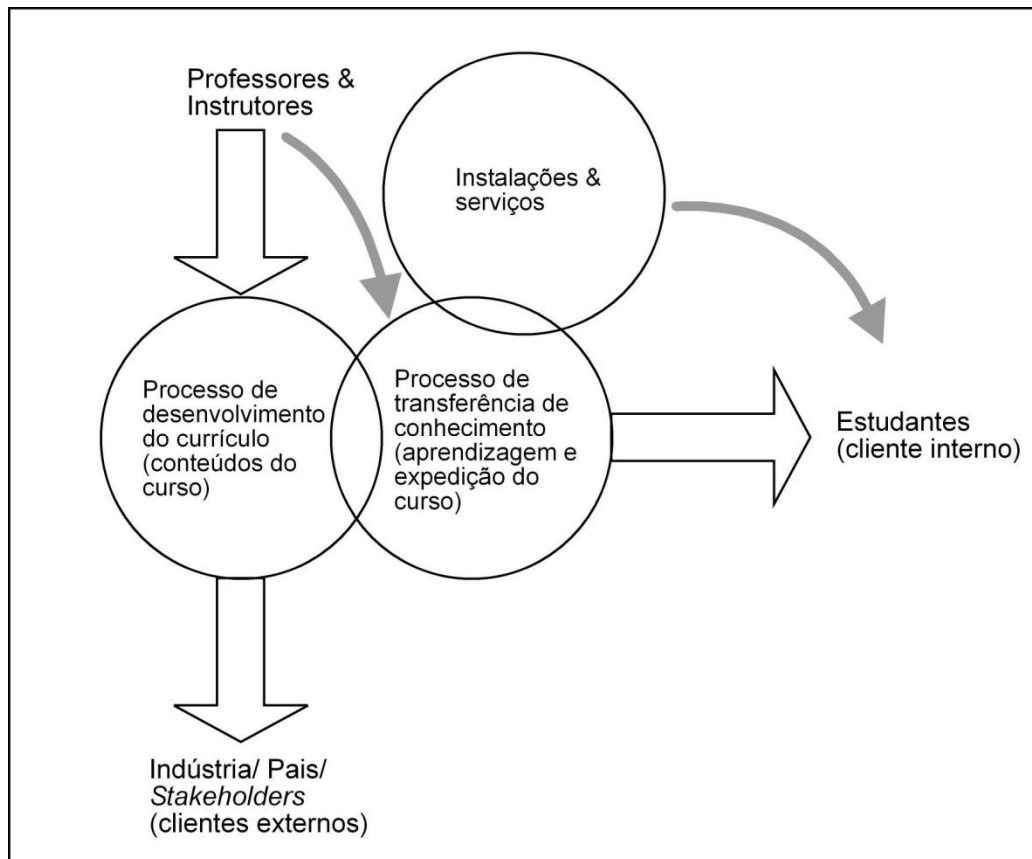 Professores &
Instrutores
Instalações &
serviços
Processo de
desenvolvimento
do currículo
(conteúdos do
curso)
Processo de
transferência de
conhecimento
(aprendizagem e
expedição do
curso)
Estudantes
(cliente interno)
Indústria/ Pais/
Stakeholders
(clientes externos)